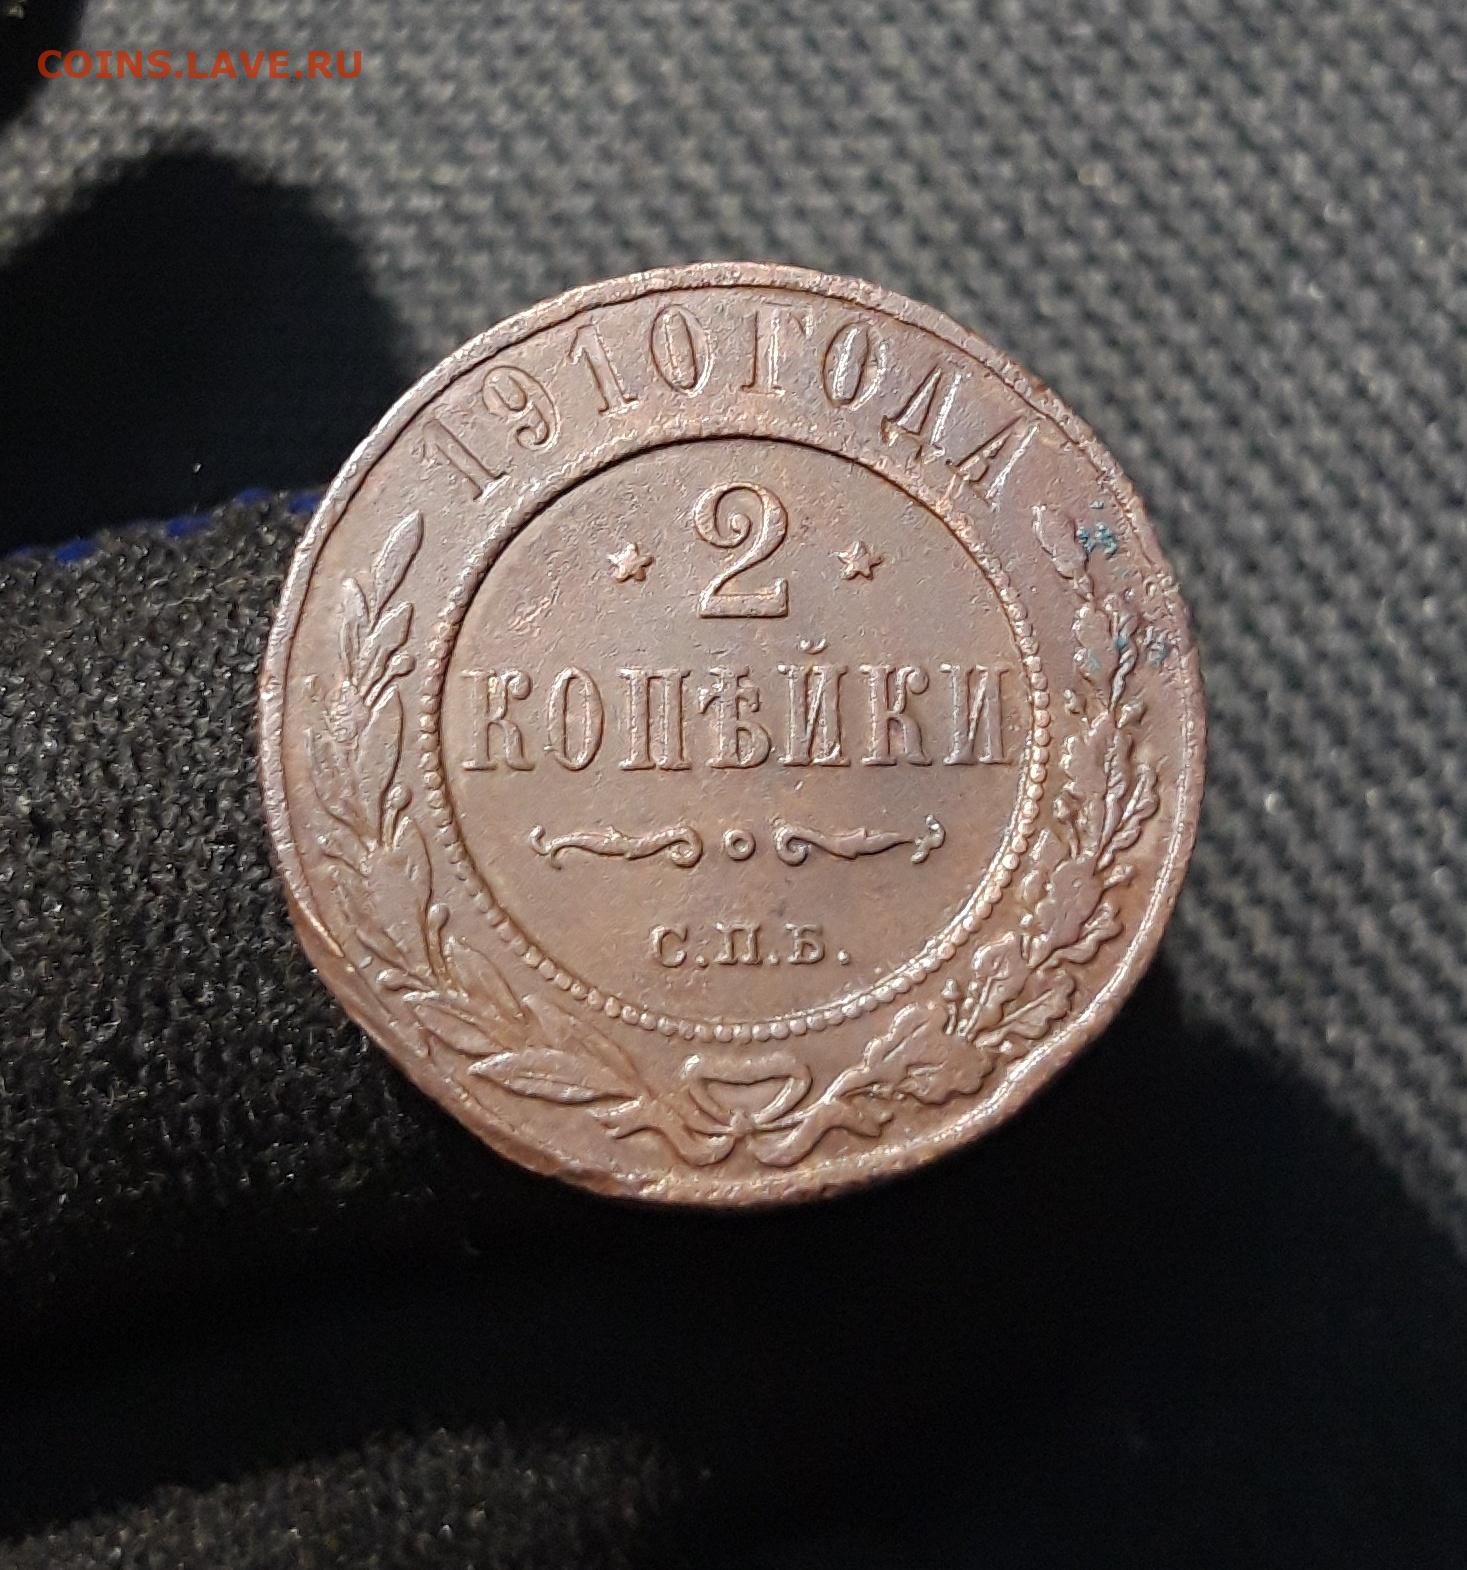 COINS.LAVE.RU
1910 ГОДА
2
КОПѢЙКИ
С.П.Б.